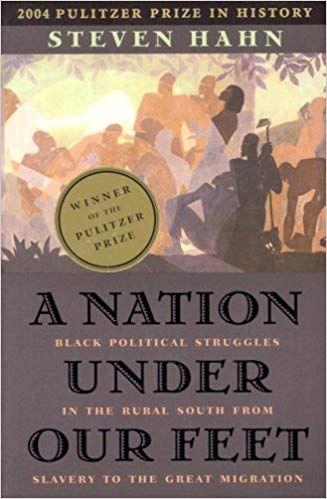 2004 PULITZER PRIZE IN HISTORY
STEVEN HAHN
WINNER
OF THE
PULITZER
PRIZE
A NATION
BLACK POLITICAL STRUGGLES
UNDER
IN THE RURAL SOUTH FROM
OUR FEET
SLAVERY TO THE GREAT MIGRATION